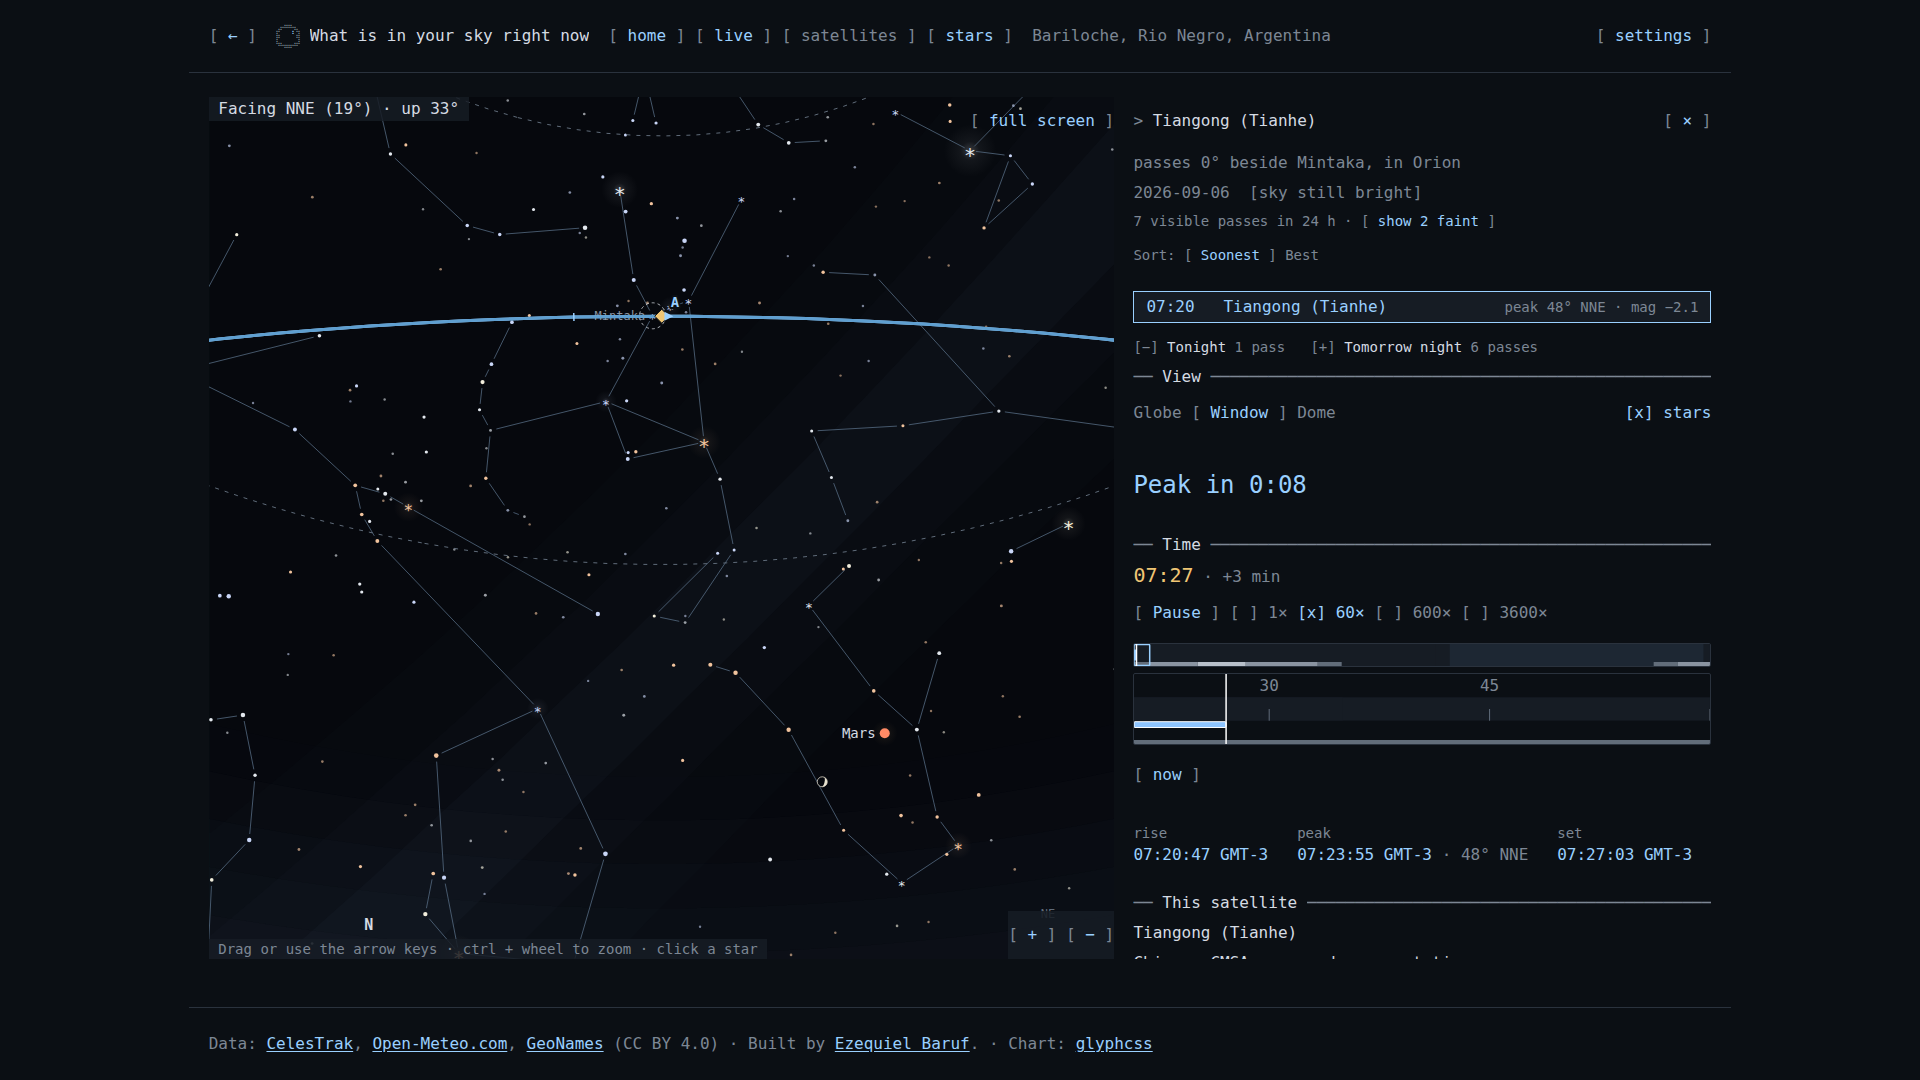 [ ← ] What is in your sky right now [ home ] [ live ] [ satellites ] [ stars ] Bariloche, Rio Negro, Argentina [ settings ]
Facing NNE (19°) · up 33°
[ full screen ]
A
Mintaka
Mars
N
NE
Drag or use the arrow keys · ctrl + wheel to zoom · click a star
[ + ] [ − ]
> Tiangong (Tianhe) [ × ]
passes 0° beside Mintaka, in Orion
2026-09-06 [sky still bright]
7 visible passes in 24 h · [ show 2 faint ]
Sort: [ Soonest ] Best
07:20 Tiangong (Tianhe) peak 48° NNE · mag −2.1
[−] Tonight 1 pass [+] Tomorrow night 6 passes
View
Globe [ Window ] Dome [x] stars
Peak in 0:08
Time
07:27 · +3 min
[ Pause ] [ ] 1× [x] 60× [ ] 600× [ ] 3600×
30 45
[ now ]
rise peak set
07:20:47 GMT-3 07:23:55 GMT-3 · 48° NNE 07:27:03 GMT-3
This satellite
Tiangong (Tianhe)
Data: CelesTrak, Open-Meteo.com, GeoNames (CC BY 4.0) · Built by Ezequiel Baruf. · Chart: glyphcss